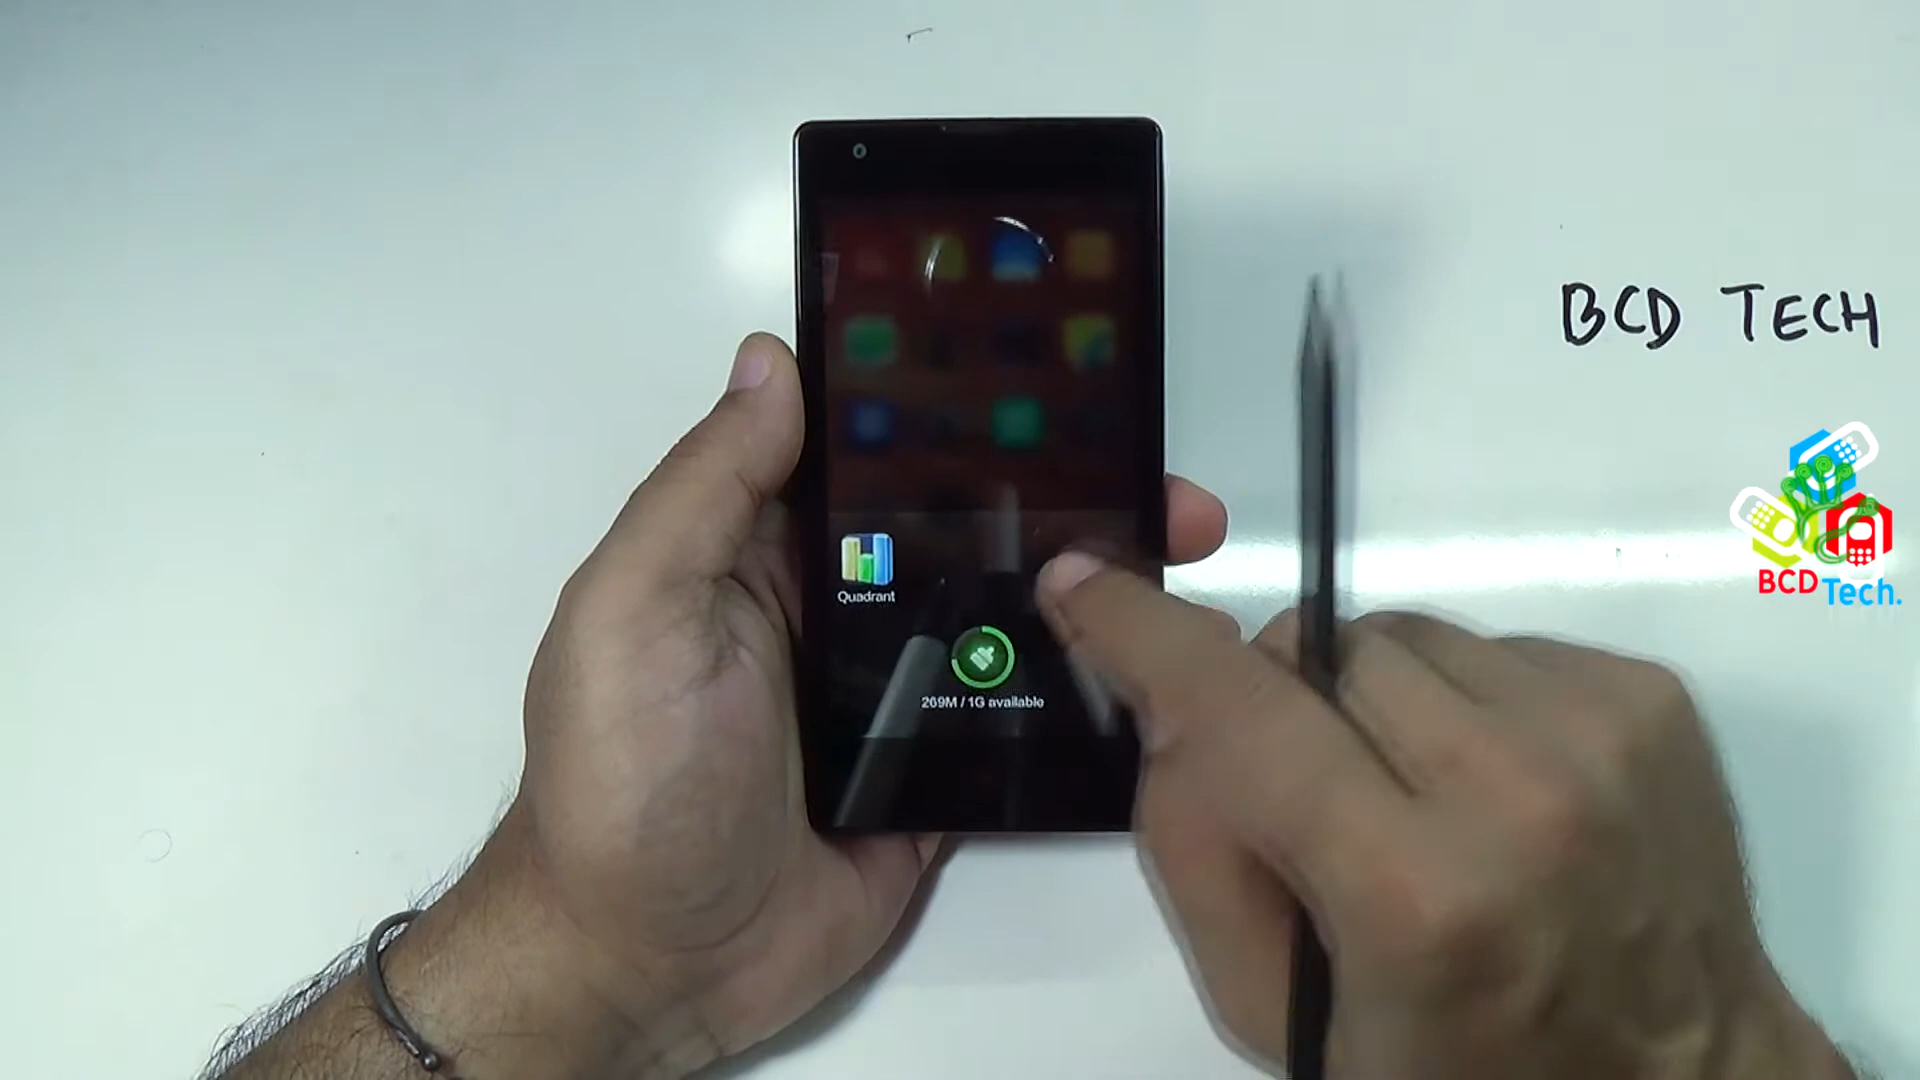 BCD TECH
Quadrant
269M / 1G available
BCD Tech.